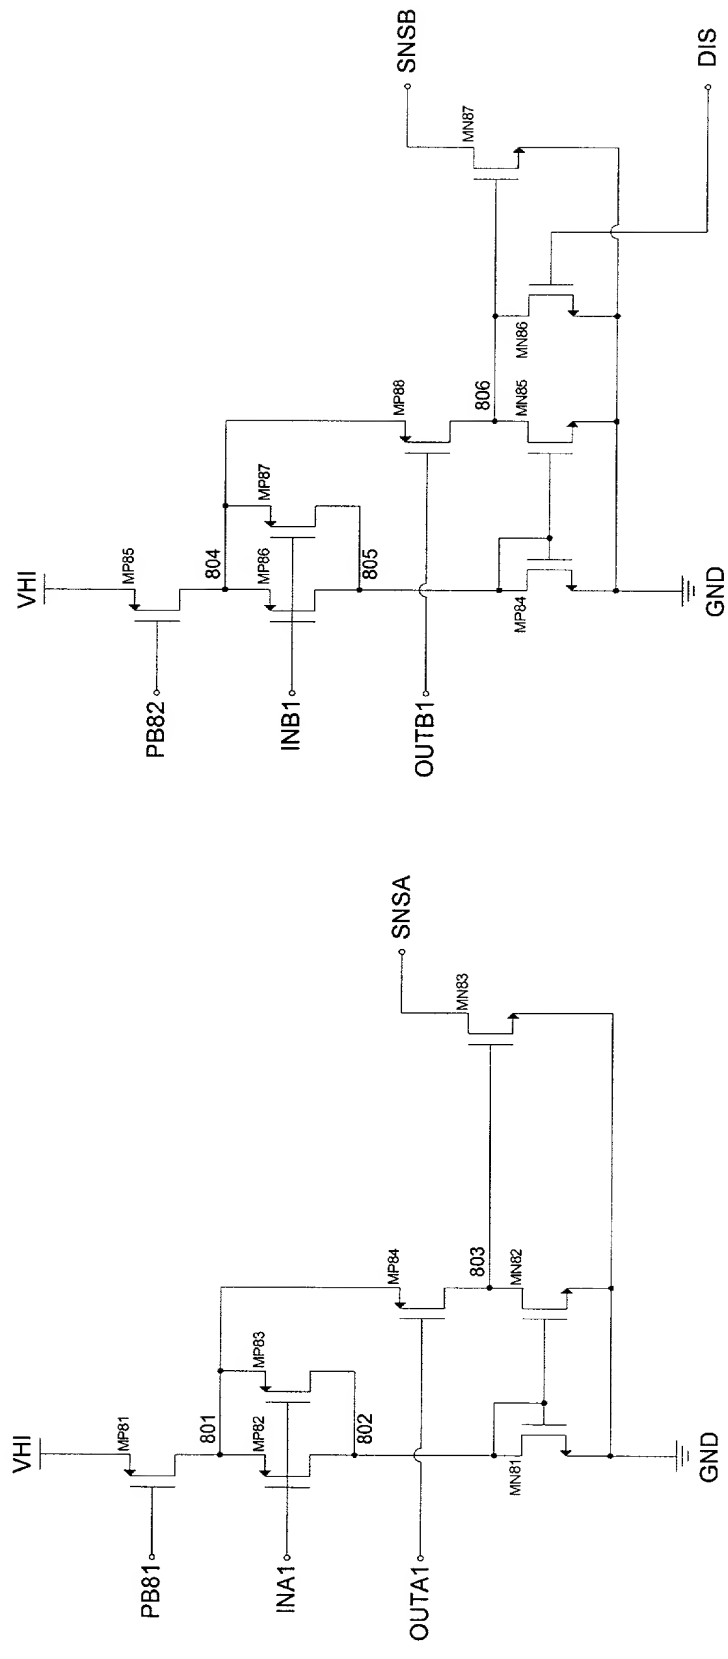 VHI
MP81
PB81
801
MP82
MP83
INA1
802
MP84
OUTA1
803
MN81
MN82
MN83
SNSA
GND
VHI
MP85
PB82
804
MP86
MP87
INB1
805
MP88
OUTB1
806
MP84
MN85
MN86
MN87
SNSB
DIS
GND